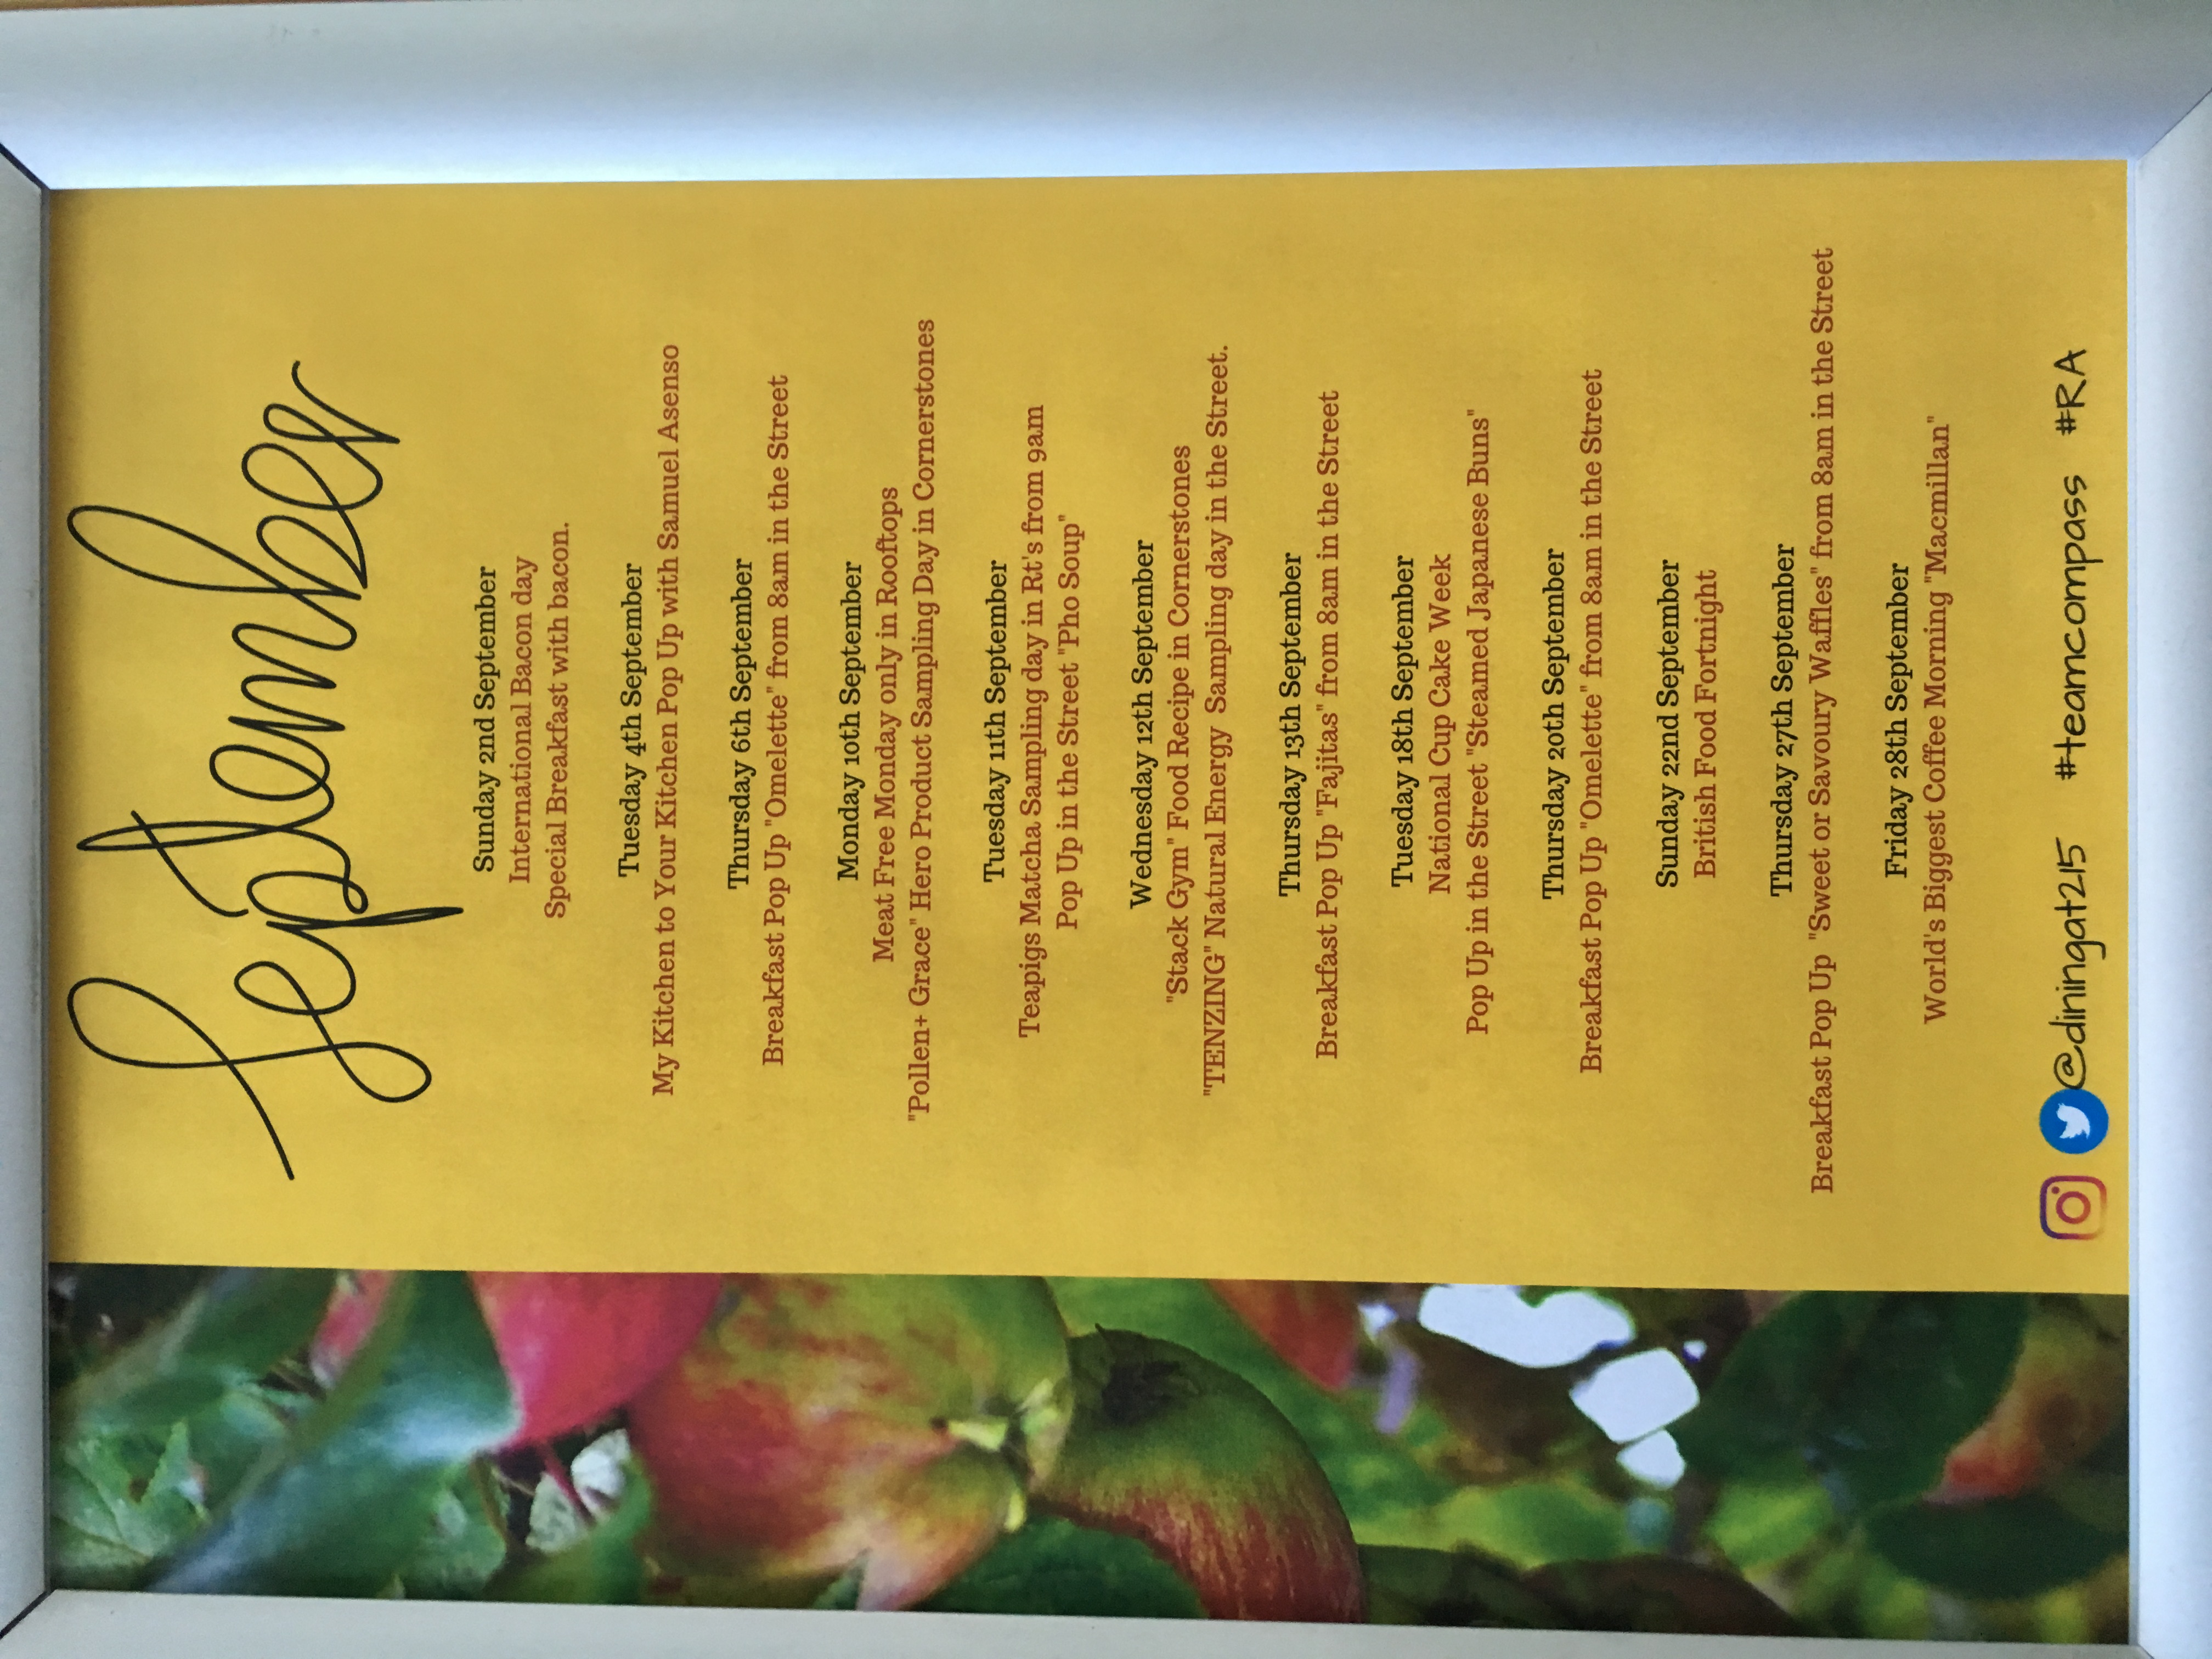 September
Sunday 2nd September
International Bacon day
Special Breakfast with bacon.
Tuesday 4th September
My Kitchen to Your Kitchen Pop Up with Samuel Asenso
Thursday 6th September
Breakfast Pop Up "Omelette" from 8am in the Street
Monday 10th September
Meat Free Monday only in Rooftops
"Pollen+ Grace" Hero Product Sampling Day in Cornerstones
Tuesday 11th September
Teapigs Matcha Sampling day in Rt's from 9am
Pop Up in the Street "Pho Soup"
Wednesday 12th September
"Stack Gym" Food Recipe in Cornerstones
"TENZING" Natural Energy  Sampling day in the Street.
Thursday 13th September
Breakfast Pop Up "Fajitas" from 8am in the Street
Tuesday 18th September
National Cup Cake Week
Pop Up in the Street "Steamed Japanese Buns"
Thursday 20th September
Breakfast Pop Up "Omelette" from 8am in the Street
Sunday 22nd September
British Food Fortnight
Thursday 27th September
Breakfast Pop Up  "Sweet or Savoury Waffles" from 8am in the Street
Friday 28th September
World's Biggest Coffee Morning "Macmillan"
@diningat215 #teamcompass #RA